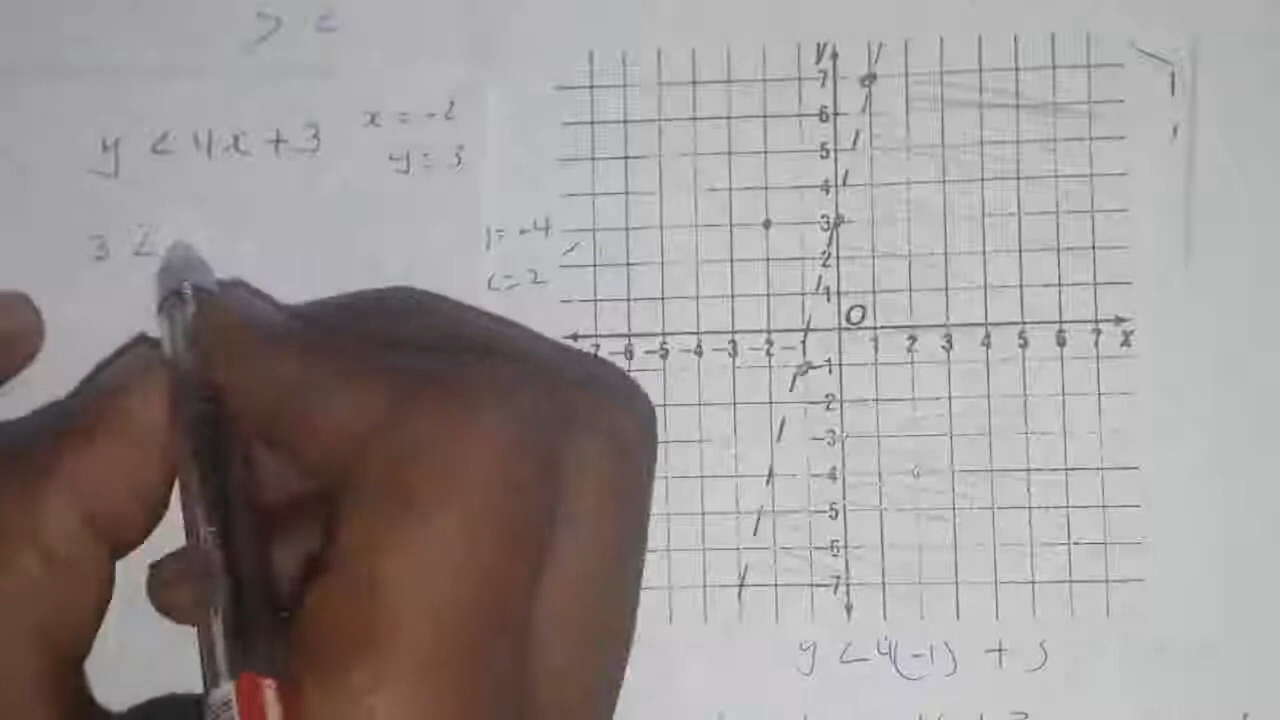 > <
y < 4x + 3
x = -2
y = 3
3 <
= -4
= 2
y
7
6
5
4
3
2
1
O
-7 -6 -5 -4 -3 -2 -1 1 2 3 4 5 6 7 x
-1
-2
-3
-4
-5
-6
-7
y < 4(-1) + 3